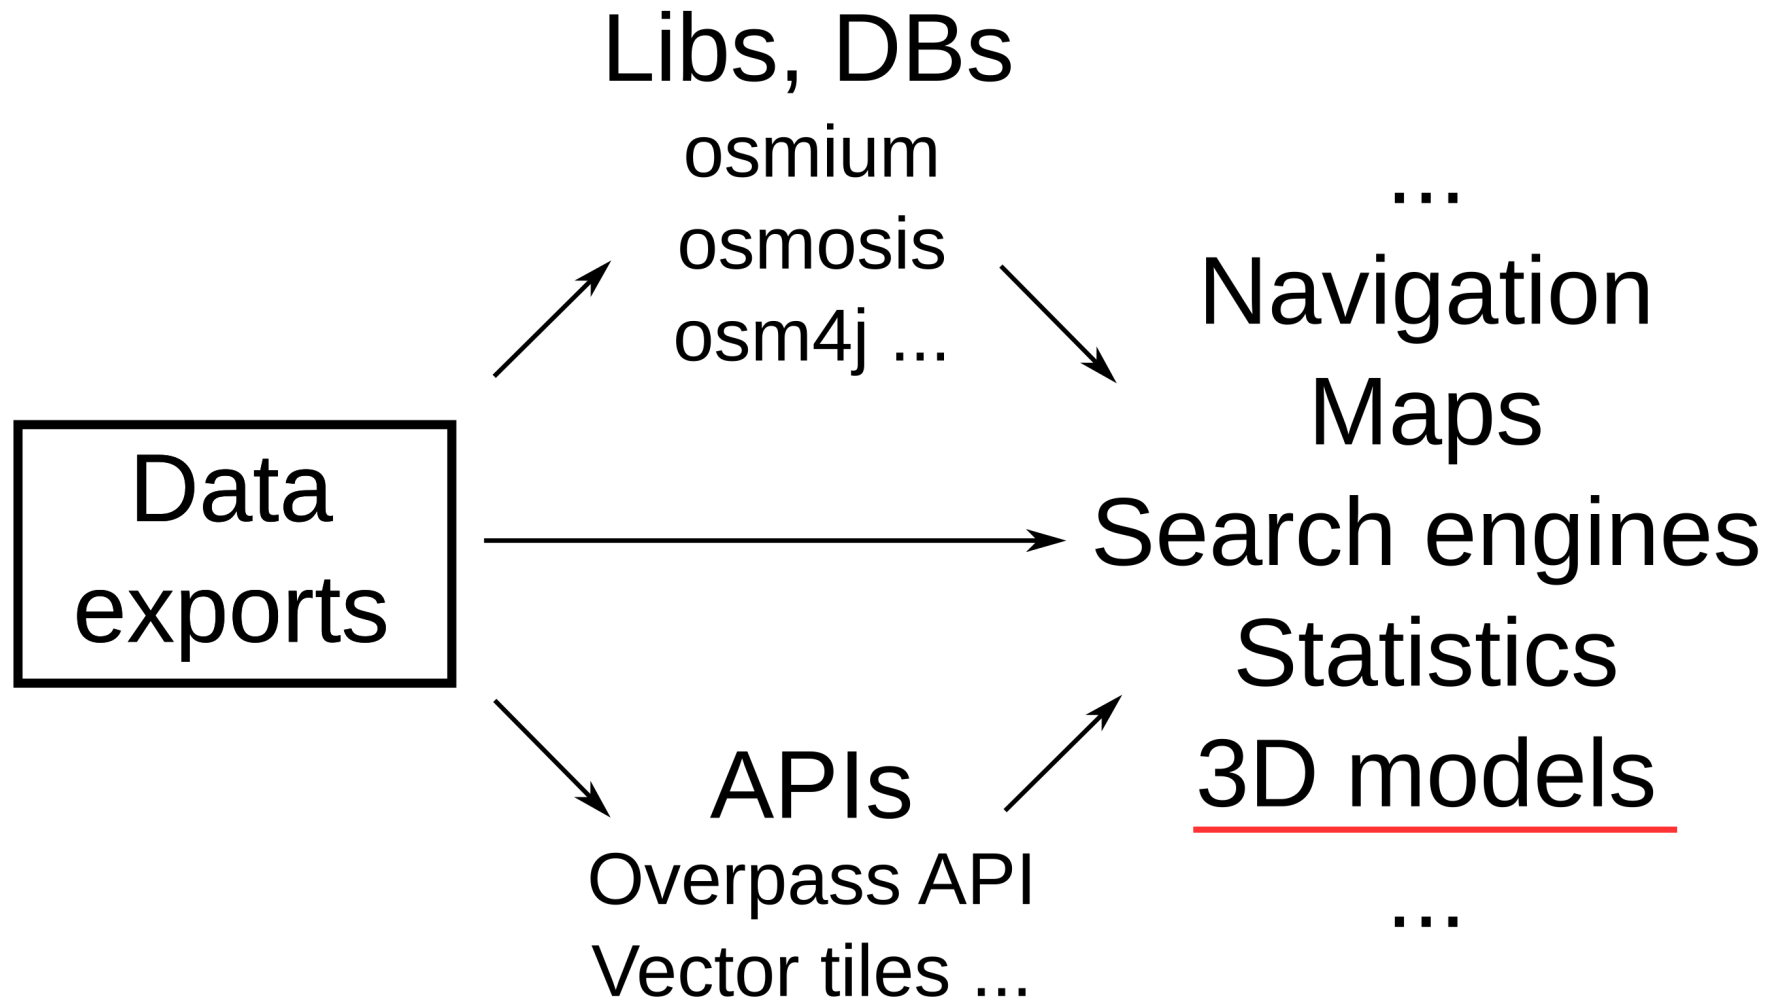 Libs, DBs
osmium
osmosis
osm4j ...
Data
exports
APIs
Overpass API
Vector tiles ...
...
Navigation
Maps
Search engines
Statistics
3D models
...